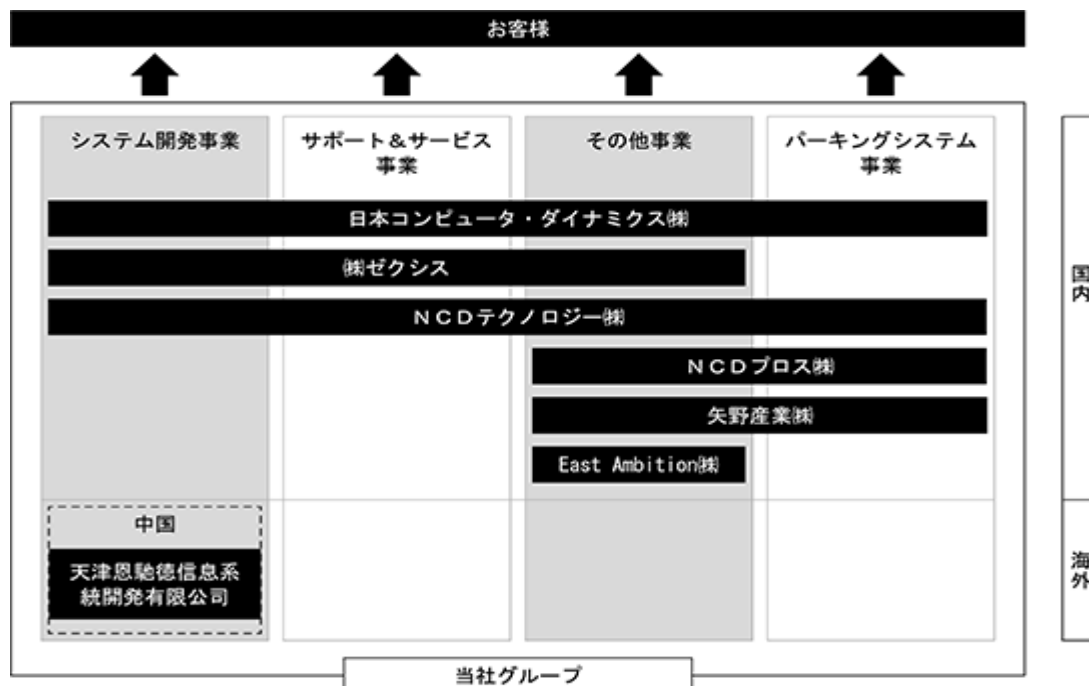 お客様
システム開発事業
サポート＆サービス
事業
その他事業
パーキングシステム
事業
日本コンピュータ・ダイナミクス㈱
㈱ゼクシス
ＮＣＤテクノロジー㈱
ＮＣＤプロス㈱
矢野産業㈱
East Ambition㈱
国内
中国
天津恩馳徳信息系
統開発有限公司
海外
当社グループ